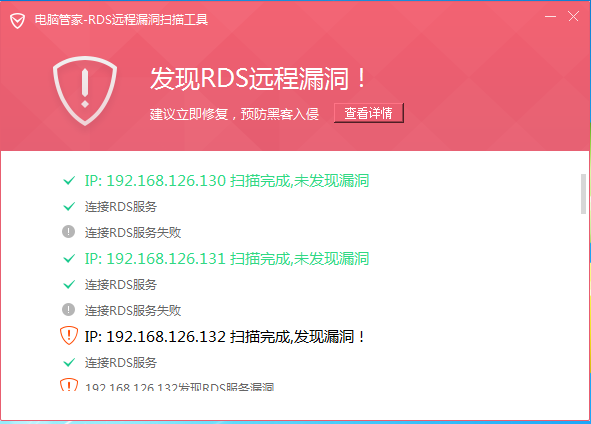 电脑管家-RDS远程漏洞扫描工具
发现RDS远程漏洞！
建议立即修复，预防黑客入侵 查看详情
IP: 192.168.126.130 扫描完成,未发现漏洞
连接RDS服务
连接RDS服务失败
IP: 192.168.126.131 扫描完成,未发现漏洞
连接RDS服务
连接RDS服务失败
IP: 192.168.126.132 扫描完成,发现漏洞！
连接RDS服务
192.168.126.132发现RDS服务漏洞